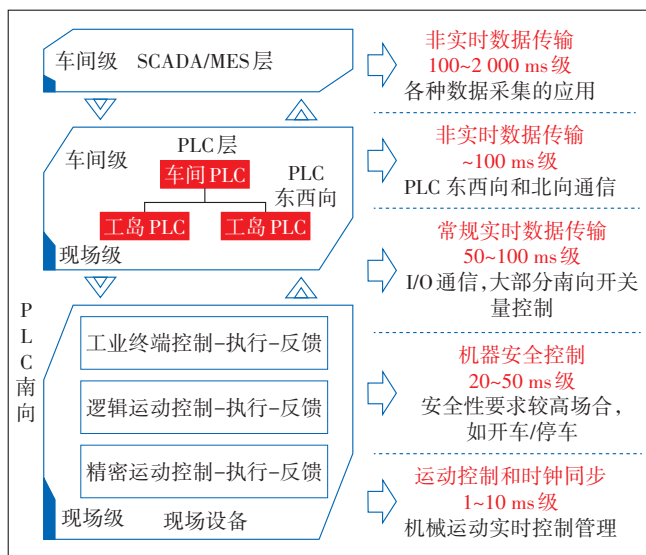 车间级 SCADA/MES层
非实时数据传输
100~2 000 ms级
各种数据采集的应用
车间级
PLC层
车间PLC
PLC
东西向
工岛PLC
工岛PLC
现场级
非实时数据传输
~100 ms级
PLC 东西向和北向通信
常规实时数据传输
50~100 ms级
I/O通信,大部分南向开关
量控制
PLC南向
工业终端控制-执行-反馈
逻辑运动控制-执行-反馈
精密运动控制-执行-反馈
现场级 现场设备
机器安全控制
20~50 ms级
安全性要求较高场合,
如开车/停车
运动控制和时钟同步
1~10 ms级
机械运动实时控制管理